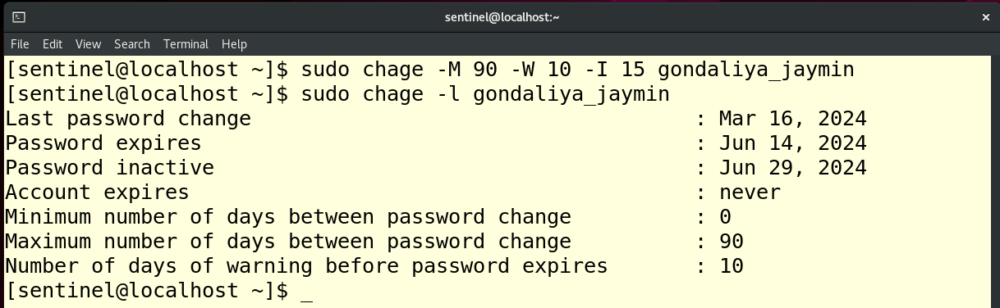 sentinel@localhost:~
File Edit View Search Terminal Help
[sentinel@localhost ~]$ sudo chage -M 90 -W 10 -I 15 gondaliya_jaymin
[sentinel@localhost ~]$ sudo chage -l gondaliya_jaymin
Last password change : Mar 16, 2024
Password expires : Jun 14, 2024
Password inactive : Jun 29, 2024
Account expires : never
Minimum number of days between password change : 0
Maximum number of days between password change : 90
Number of days of warning before password expires : 10
[sentinel@localhost ~]$ _